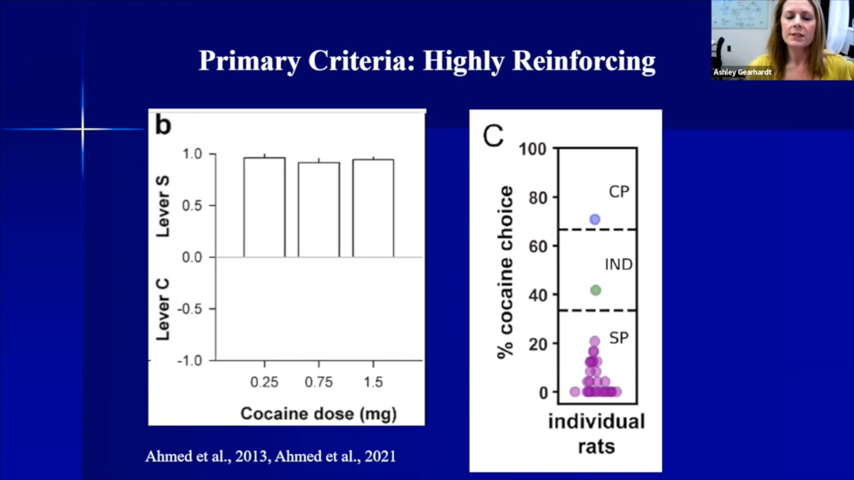 Primary Criteria: Highly Reinforcing
Ashley Gearhardt
b
1.0
0.5
0.0
-0.5
-1.0
Lever S
Lever C
0.25 0.75 1.5
Cocaine dose (mg)
C
100
80
60
40
20
0
% cocaine choice
CP
IND
SP
individual
rats
Ahmed et al., 2013, Ahmed et al., 2021